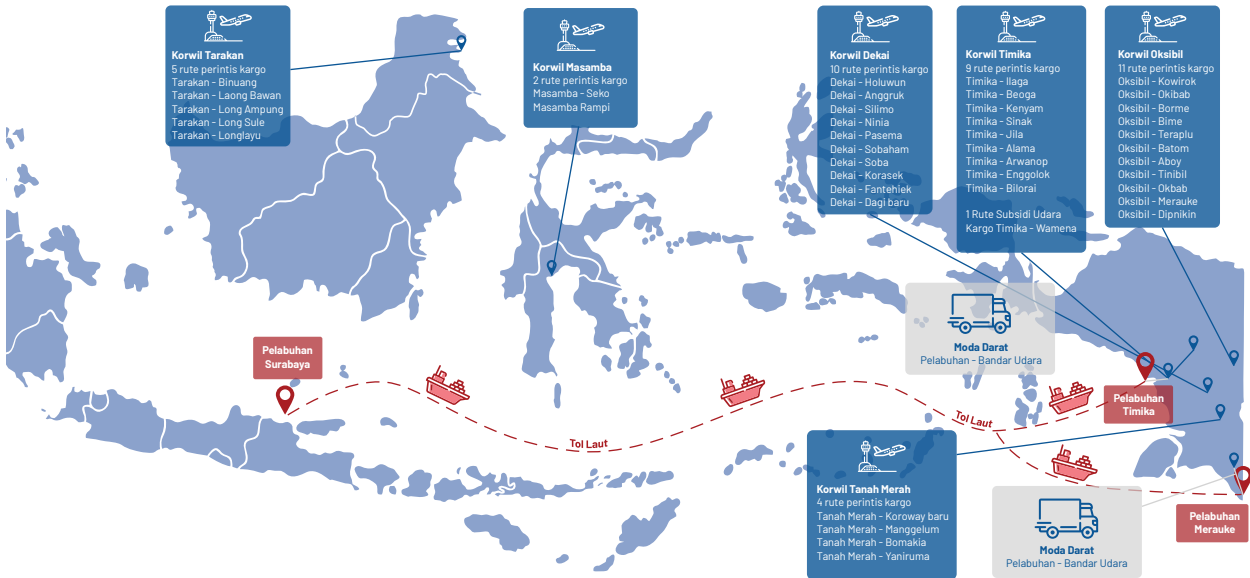 Korwil Tarakan
5 rute perintis kargo
Tarakan - Binuang
Tarakan - Laong Bawan
Tarakan - Long Ampung
Tarakan - Long Sule
Tarakan - Longlayu
Korwil Masamba
2 rute perintis kargo
Masamba - Seko
Masamba Rampi
Korwil Dekai
10 rute perintis kargo
Dekai - Holuwun
Dekai - Anggruk
Dekai - Silimo
Dekai - Ninia
Dekai - Pasema
Dekai - Sobaham
Dekai - Soba
Dekai - Korasek
Dekai - Fantehiek
Dekai - Dagi baru
Korwil Timika
9 rute perintis kargo
Timika - Ilaga
Timika - Beoga
Timika - Kenyam
Timika - Sinak
Timika - Jila
Timika - Alama
Timika - Arwanop
Timika - Enggolok
Timika - Bilorai
1 Rute Subsidi Udara
Kargo Timika - Wamena
Korwil Oksibil
11 rute perintis kargo
Oksibil - Kowirok
Oksibil - Okibab
Oksibil - Borme
Oksibil - Bime
Oksibil - Teraplu
Oksibil - Batom
Oksibil - Aboy
Oksibil - Tinibil
Oksibil - Okbab
Oksibil - Merauke
Oksibil - Dipnikin
Moda Darat
Pelabuhan - Bandar Udara
Pelabuhan
Surabaya
Pelabuhan
Timika
Tol Laut
Tol Laut
Korwil Tanah Merah
4 rute perintis kargo
Tanah Merah - Koroway baru
Tanah Merah - Manggelum
Tanah Merah - Bomakia
Tanah Merah - Yaniruma
Moda Darat
Pelabuhan - Bandar Udara
Pelabuhan
Merauke